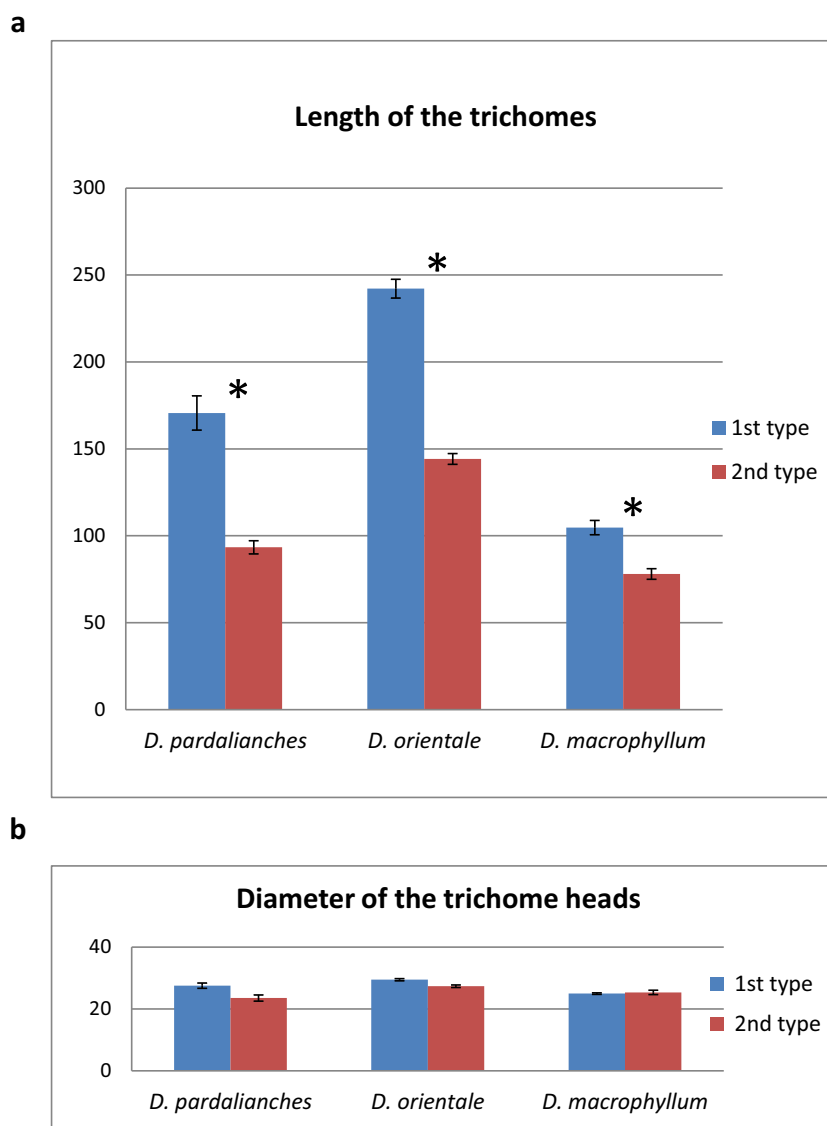 a
Length of the trichomes
300
250
*
200
*
150
1st type
2nd type
*
100
50
0
D. pardalianches D. orientale D. macrophyllum
b
Diameter of the trichome heads
40
1st type
20
2nd type
0
D. pardalianches D. orientale D. macrophyllum